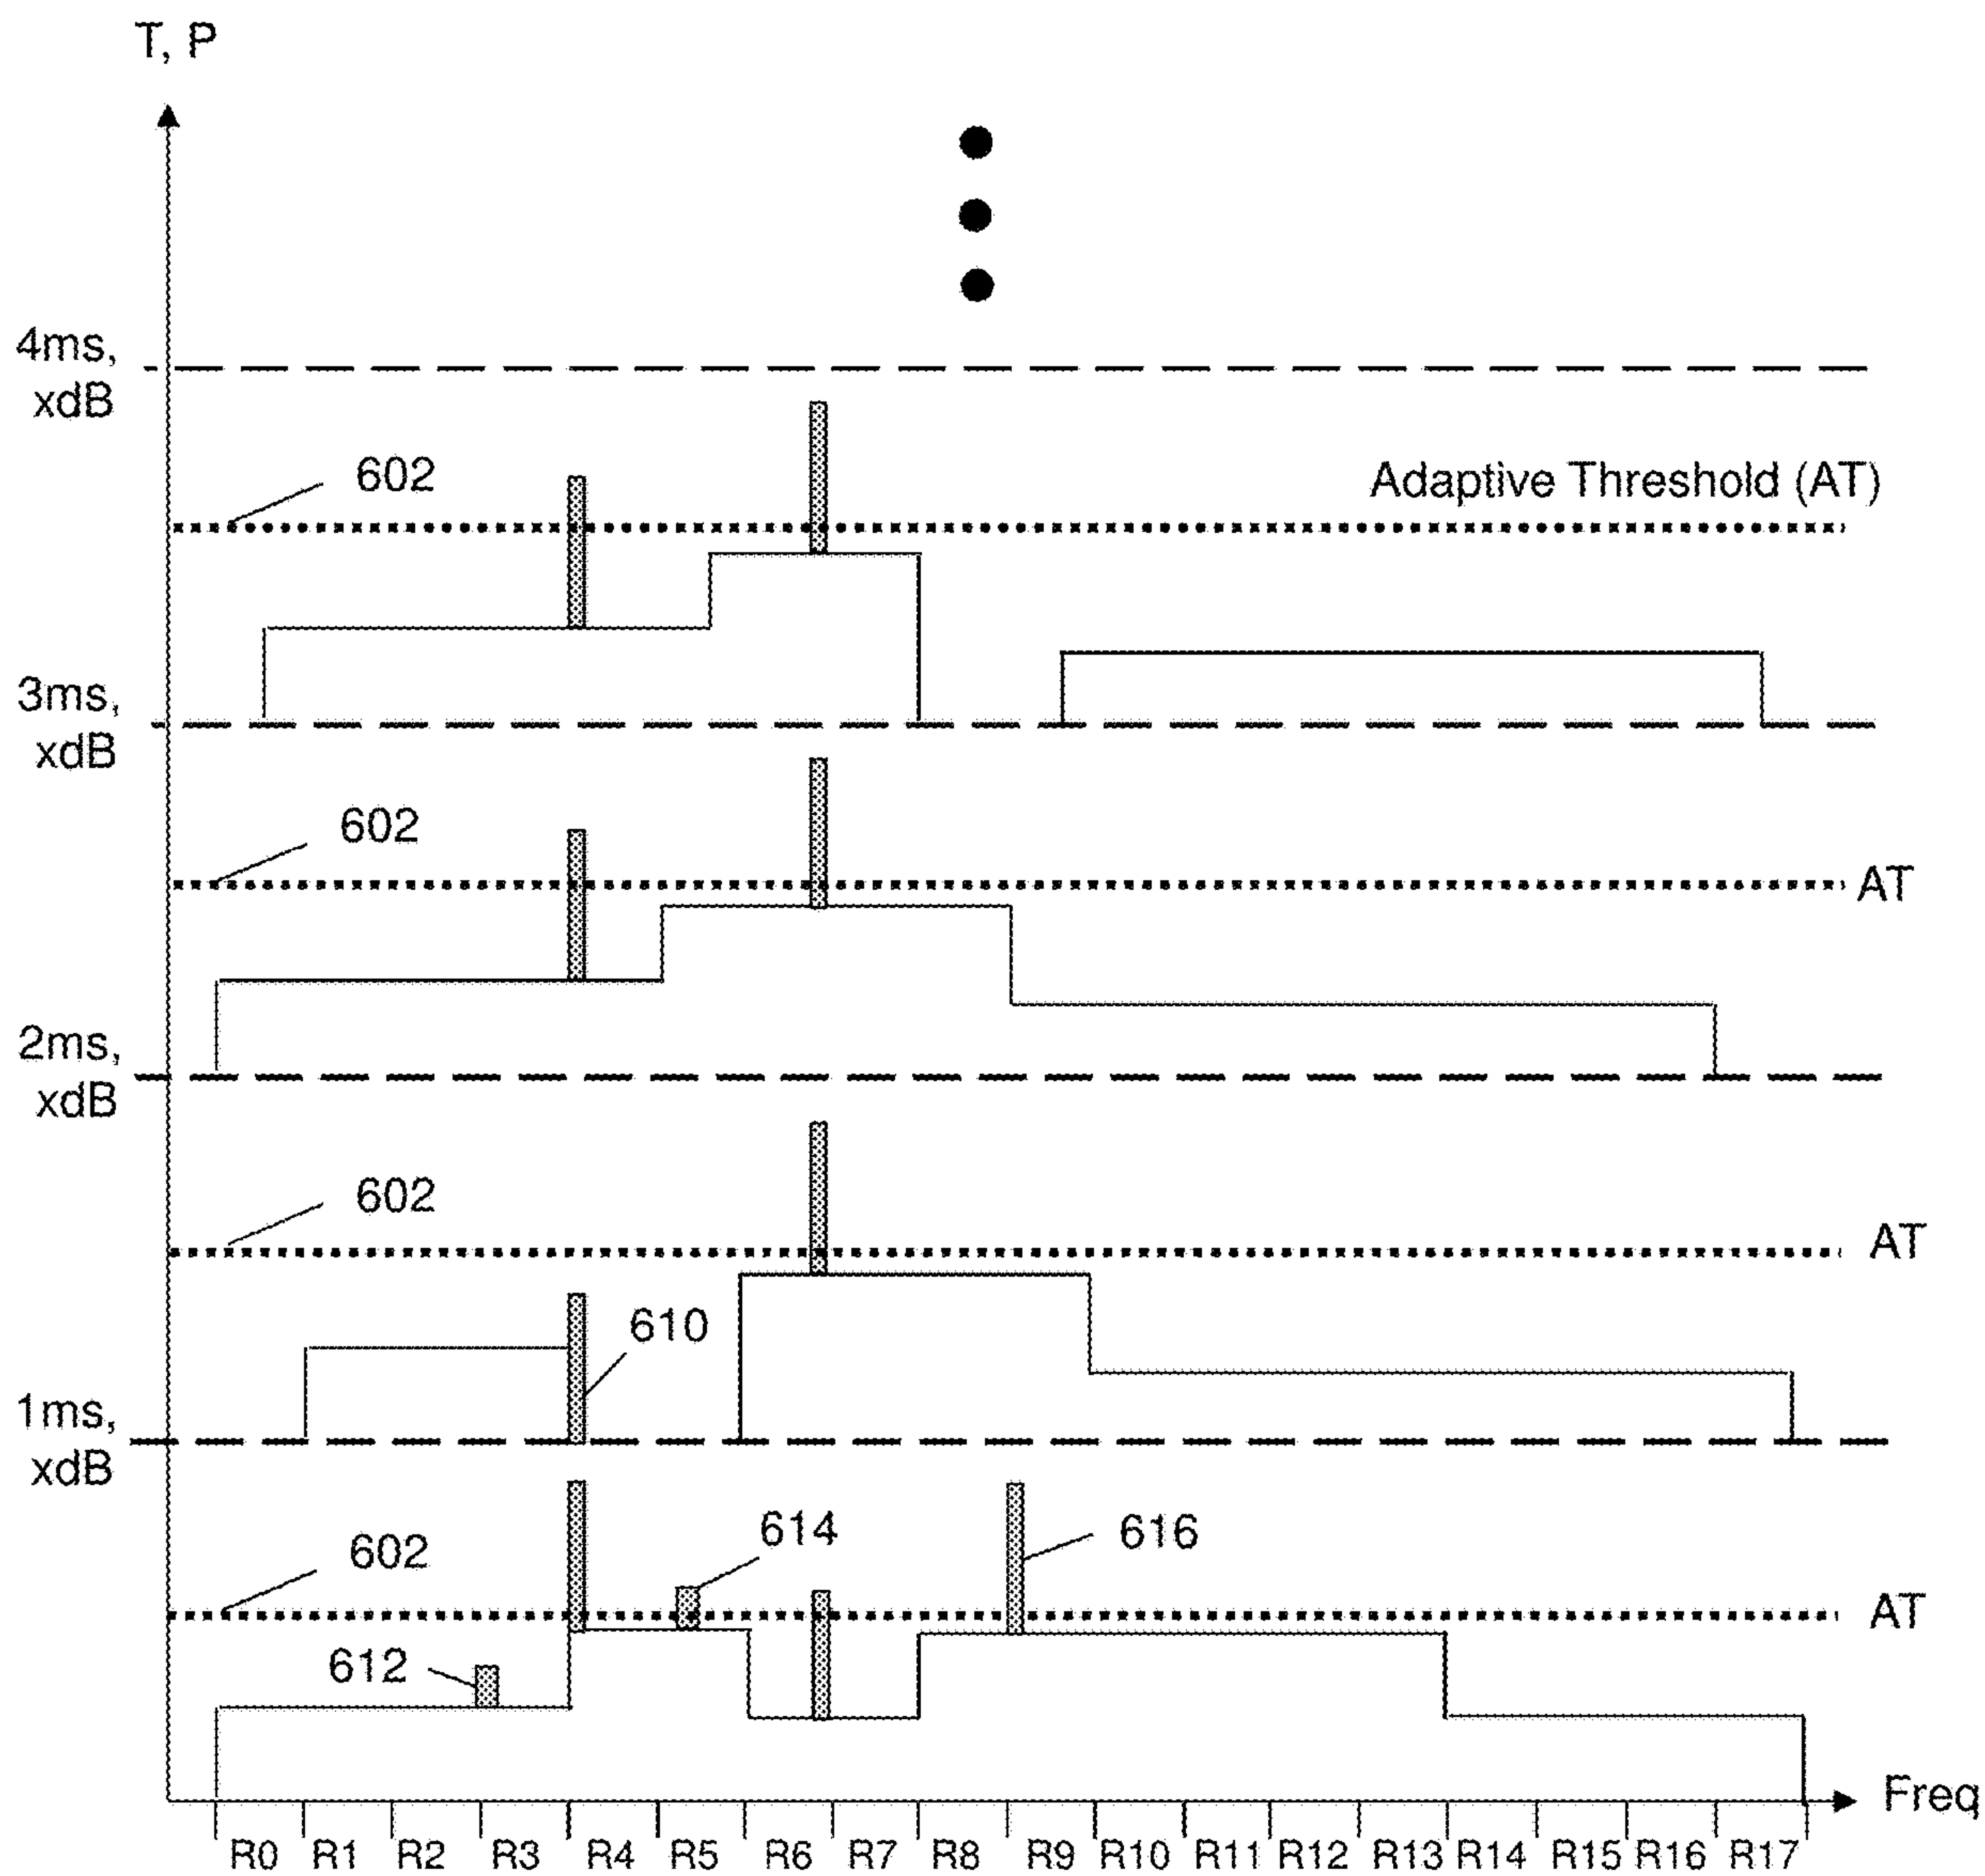 T, P
4ms,
xdB
602
Adaptive Threshold (AT)
3ms,
xdB
602
AT
2ms,
xdB
602
AT
610
1ms,
xdB
614
616
602
AT
612
Freq
R0 R1 R2 R3 R4 R5 R6 R7 R8 R9 R10 R11 R12 R13 R14 R15 R16 R17